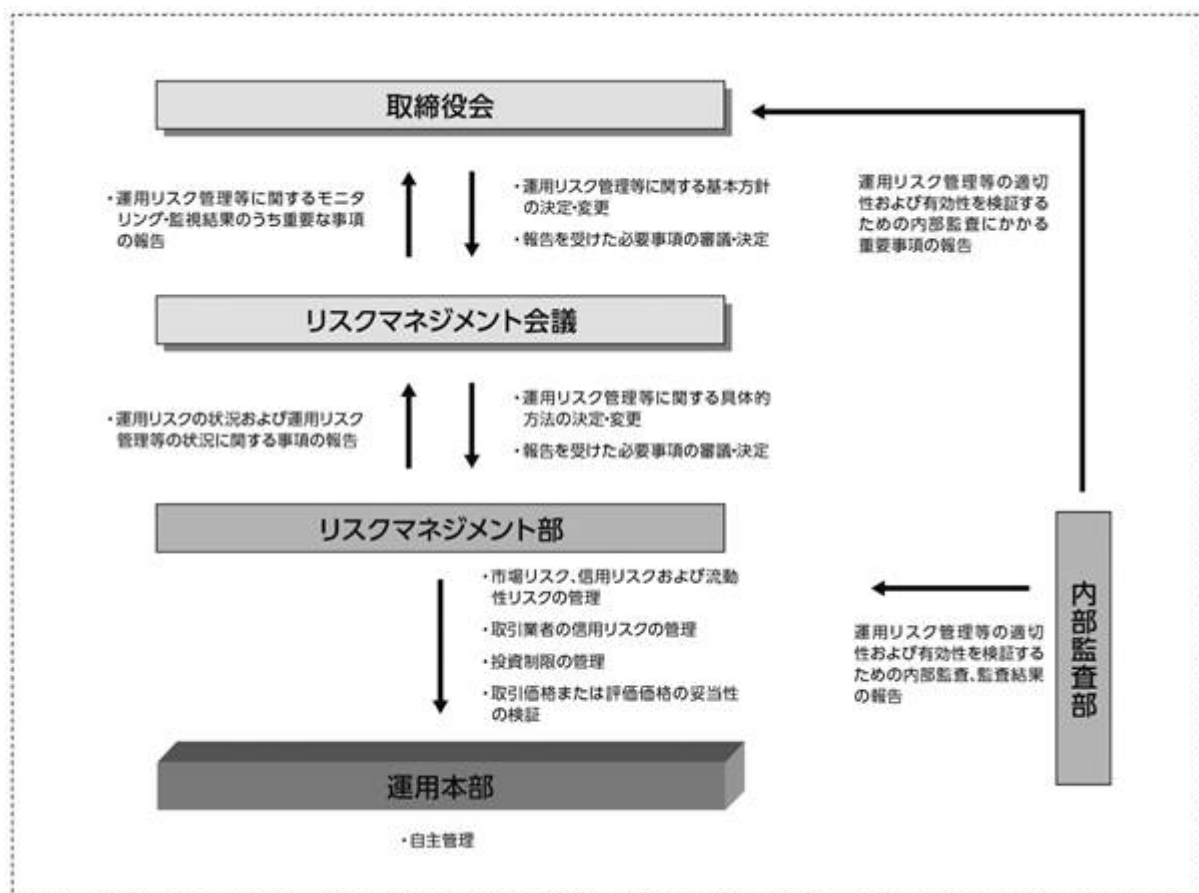 取締役会
・運用リスク管理等に関するモニタ
リング・監視結果のうち重要な事項
の報告
・運用リスク管理等に関する基本方針
の決定・変更
・報告を受けた必要事項の審議・決定
運用リスク管理等の適切
性および有効性を検証する
ための内部監査にかかる
重要事項の報告
リスクマネジメント会議
・運用リスクの状況および運用リスク
管理等の状況に関する事項の報告
・運用リスク管理等に関する具体的
方法の決定・変更
・報告を受けた必要事項の審議・決定
リスクマネジメント部
・市場リスク、信用リスクおよび流動
性リスクの管理
・取引業者の信用リスクの管理
・投資制限の管理
・取引価格または評価価格の妥当性
の検証
運用リスク管理等の適切
性および有効性を検証する
ための内部監査、監査結果
の報告
内部監査部
運用本部
・自主管理